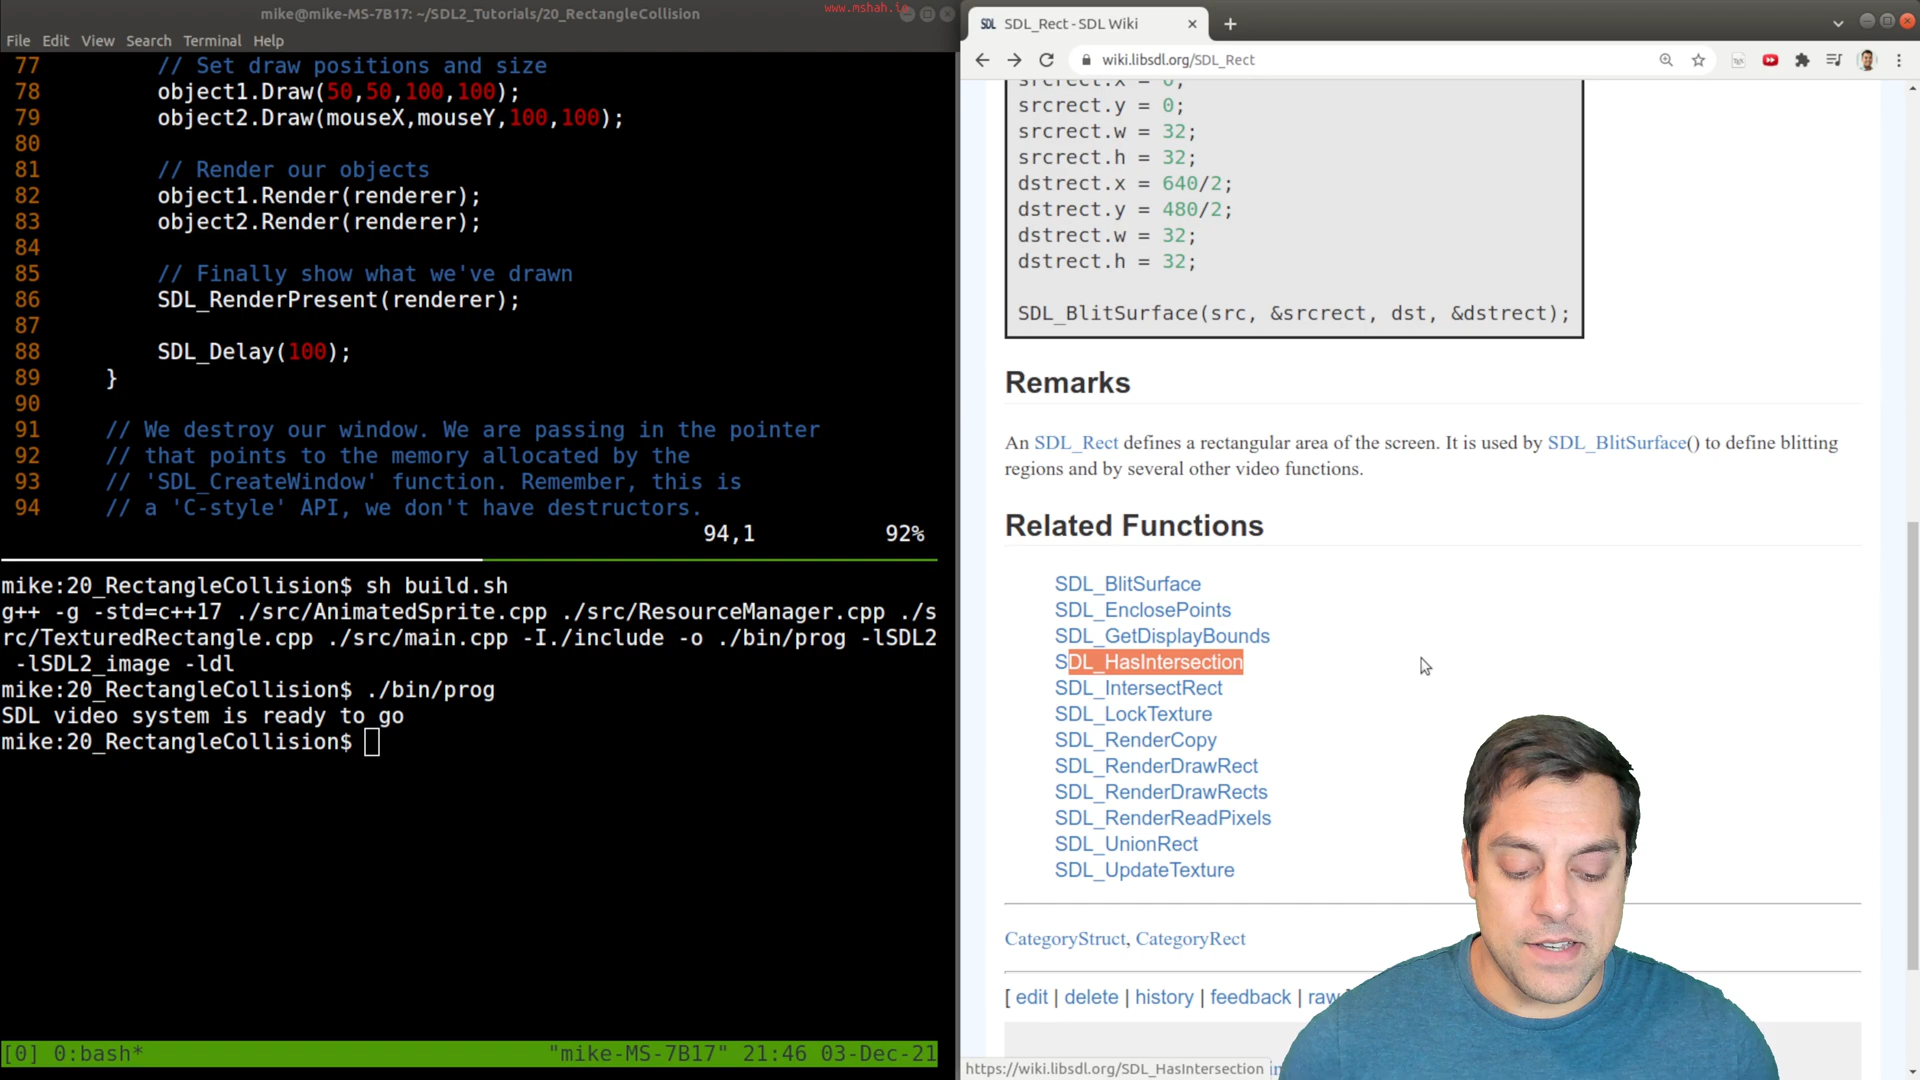 mike@mike-MS-7B17: ~/SDL2_Tutorials/20_RectangleCollision
www.mshah.io
File Edit View Search Terminal Help
77 // Set draw positions and size
78 object1.Draw(50,50,100,100);
79 object2.Draw(mouseX,mouseY,100,100);
80
81 // Render our objects
82 object1.Render(renderer);
83 object2.Render(renderer);
84
85 // Finally show what we've drawn
86 SDL_RenderPresent(renderer);
87
88 SDL_Delay(100);
89 }
90
91 // We destroy our window. We are passing in the pointer
92 // that points to the memory allocated by the
93 // 'SDL_CreateWindow' function. Remember, this is
94 // a 'C-style' API, we don't have destructors.
94,1 92%
mike:20_RectangleCollision$ sh build.sh
g++ -g -std=c++17 ./src/AnimatedSprite.cpp ./src/ResourceManager.cpp ./s
rc/TexturedRectangle.cpp ./src/main.cpp -I./include -o ./bin/prog -lSDL2
-lSDL2_image -ldl
mike:20_RectangleCollision$ ./bin/prog
SDL video system is ready to go
mike:20_RectangleCollision$
[0] 0:bash* "mike-MS-7B17" 21:46 03-Dec-21
SDL SDL_Rect - SDL Wiki
wiki.libsdl.org/SDL_Rect
srcrect.x = 0;
srcrect.y = 0;
srcrect.w = 32;
srcrect.h = 32;
dstrect.x = 640/2;
dstrect.y = 480/2;
dstrect.w = 32;
dstrect.h = 32;
SDL_BlitSurface(src, &srcrect, dst, &dstrect);
Remarks
An SDL_Rect defines a rectangular area of the screen. It is used by SDL_BlitSurface() to define blitting
regions and by several other video functions.
Related Functions
SDL_BlitSurface
SDL_EnclosePoints
SDL_GetDisplayBounds
SDL_HasIntersection
SDL_IntersectRect
SDL_LockTexture
SDL_RenderCopy
SDL_RenderDrawRect
SDL_RenderDrawRects
SDL_RenderReadPixels
SDL_UnionRect
SDL_UpdateTexture
CategoryStruct, CategoryRect
[ edit | delete | history | feedback | raw
https://wiki.libsdl.org/SDL_HasIntersection